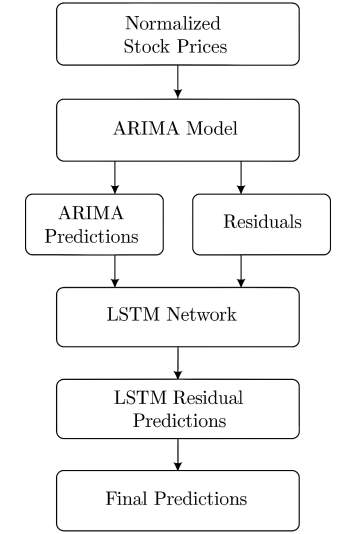 Normalized
Stock Prices
ARIMA Model
ARIMA
Predictions
Residuals
LSTM Network
LSTM Residual
Predictions
Final Predictions